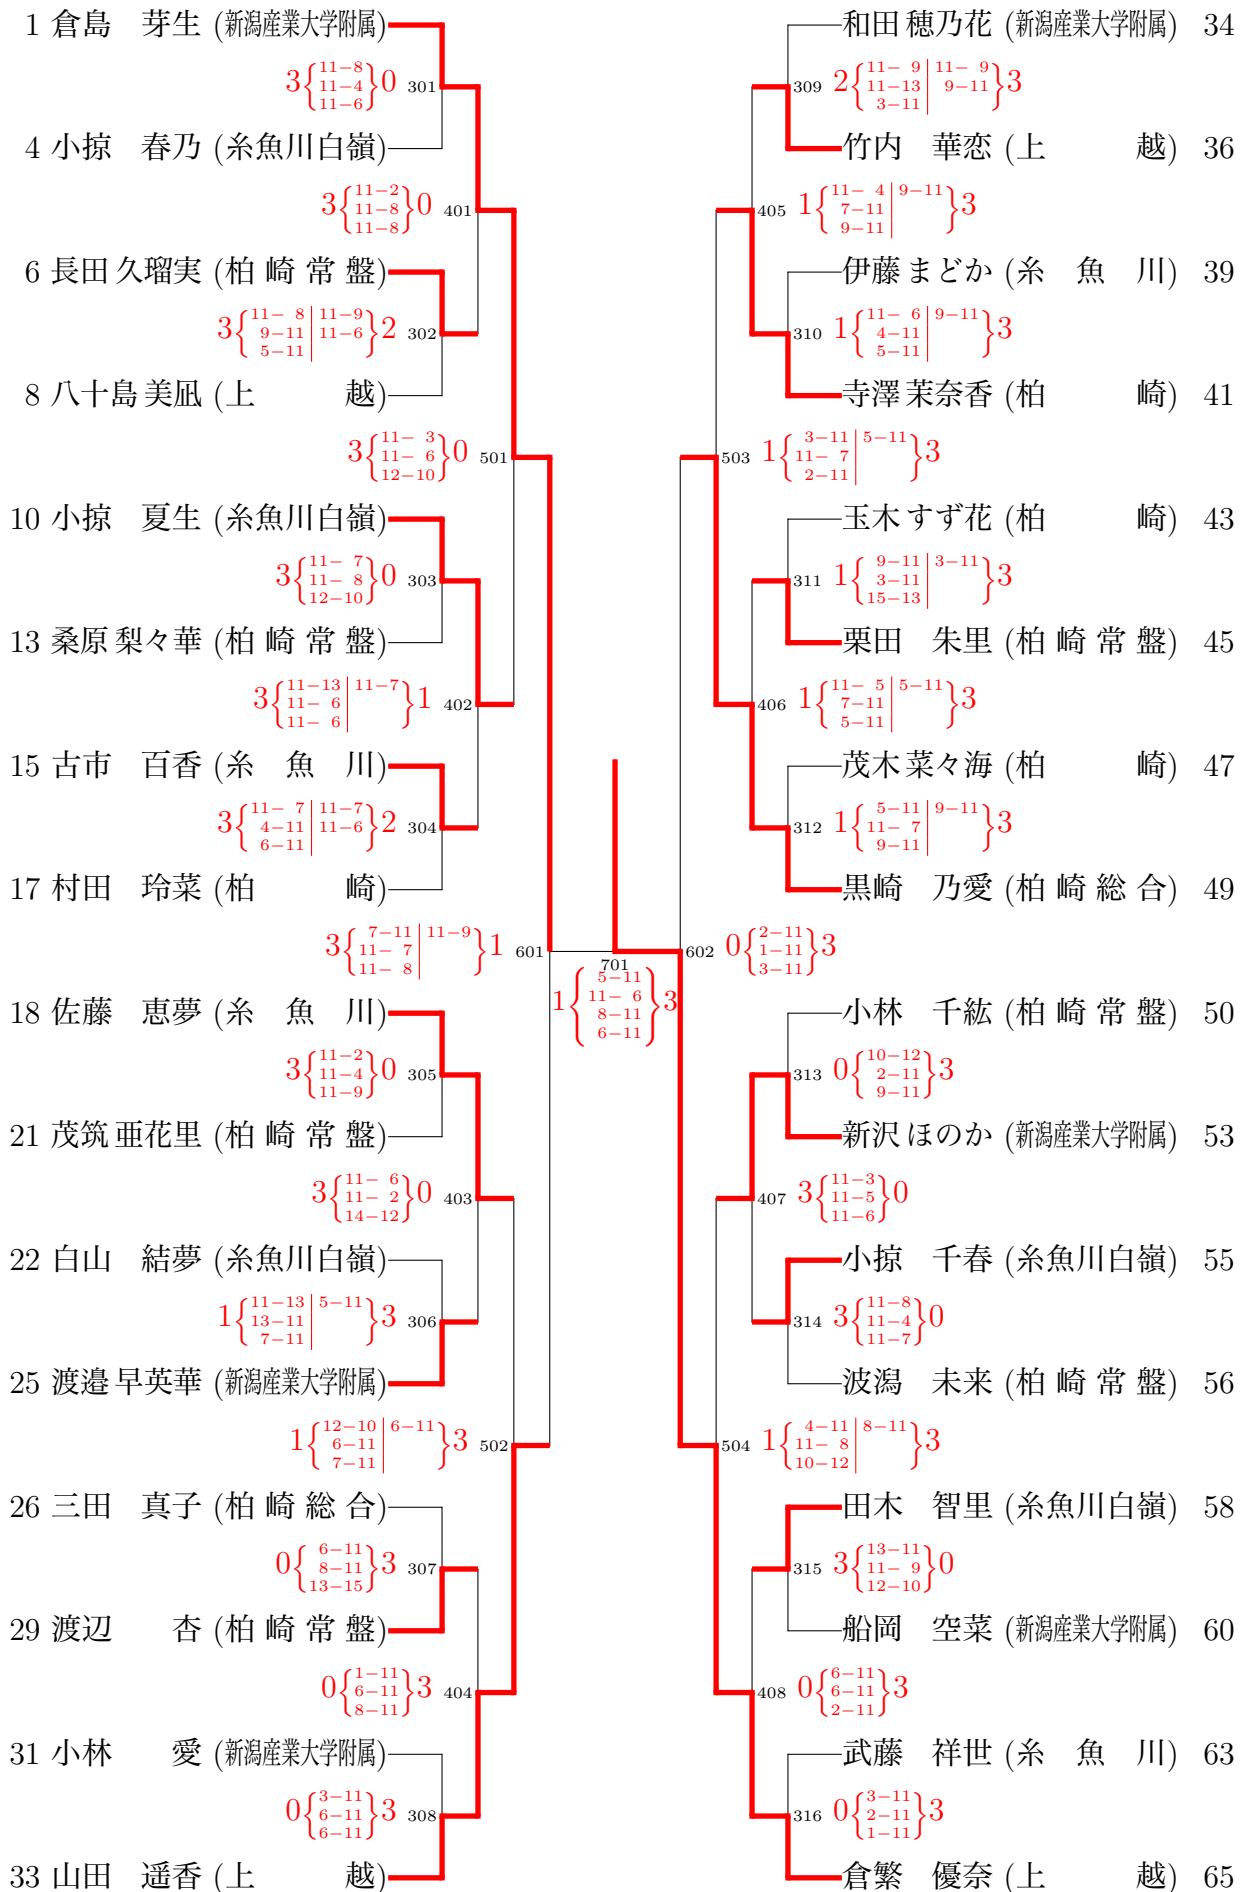 1 倉島 芽生 (新潟産業大学附属)
3{11-8 11-4 11-6}0 301
4 小掠 春乃 (糸魚川白嶺)
3{11-2 11-8 11-8}0 401
6 長田 久瑠実 (柏崎常盤)
3{11-8 9-11 5-11 | 11-9 11-6}2 302
8 八十島 美凪 (上越)
3{11-3 11-6 12-10}0 501
10 小掠 夏生 (糸魚川白嶺)
3{11-7 11-8 12-10}0 303
13 桑原 梨々華 (柏崎常盤)
3{11-13 11-6 11-6 | 11-7}1 402
15 古市 百香 (糸魚川)
3{11-7 4-11 6-11 | 11-7 11-6}2 304
17 村田 玲菜 (柏崎)
3{7-11 11-7 11-8 | 11-9}1 601
18 佐藤 恵夢 (糸魚川)
3{11-2 11-4 11-9}0 305
21 茂筑 亜花里 (柏崎常盤)
3{11-6 11-2 14-12}0 403
22 白山 結夢 (糸魚川白嶺)
1{11-13 13-11 7-11 | 5-11}3 306
25 渡邉 早英華 (新潟産業大学附属)
1{12-10 6-11 7-11 | 6-11}3 502
26 三田 真子 (柏崎総合)
0{6-11 8-11 13-15}3 307
29 渡辺 杏 (柏崎常盤)
0{1-11 6-11 8-11}3 404
31 小林 愛 (新潟産業大学附属)
0{3-11 6-11 6-11}3 308
33 山田 遥香 (上越)
701
1{5-11 11-6 8-11 6-11}3
和田 穂乃花 (新潟産業大学附属) 34
309 2{11-9 11-13 3-11 | 11-9 9-11}3
竹内 華恋 (上越) 36
405 1{11-4 7-11 9-11 | 9-11}3
伊藤 まどか (糸魚川) 39
310 1{11-6 4-11 5-11 | 9-11}3
寺澤 茉奈香 (柏崎) 41
503 1{3-11 11-7 2-11 | 5-11}3
玉木 すず花 (柏崎) 43
311 1{9-11 3-11 15-13 | 3-11}3
栗田 朱里 (柏崎常盤) 45
406 1{11-5 7-11 5-11 | 5-11}3
茂木 菜々海 (柏崎) 47
312 1{5-11 11-7 9-11 | 9-11}3
黒崎 乃愛 (柏崎総合) 49
602 0{2-11 1-11 3-11}3
小林 千紘 (柏崎常盤) 50
313 0{10-12 2-11 9-11}3
新沢 ほのか (新潟産業大学附属) 53
407 3{11-3 11-5 11-6}0
小掠 千春 (糸魚川白嶺) 55
314 3{11-8 11-4 11-7}0
波潟 未来 (柏崎常盤) 56
504 1{4-11 11-8 10-12 | 8-11}3
田木 智里 (糸魚川白嶺) 58
315 3{13-11 11-9 12-10}0
船岡 空菜 (新潟産業大学附属) 60
408 0{6-11 6-11 2-11}3
武藤 祥世 (糸魚川) 63
316 0{3-11 2-11 1-11}3
倉繁 優奈 (上越) 65